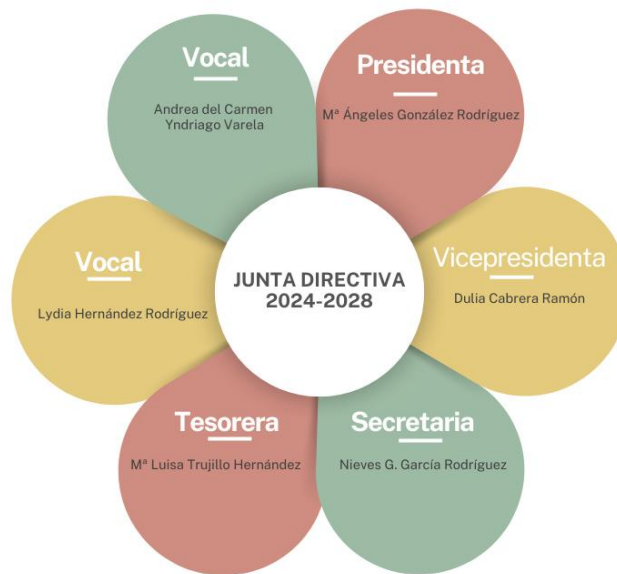 Vocal
Andrea del Carmen
Yndriago Varela
Presidenta
Mª Ángeles González Rodríguez
Vocal
Lydia Hernández Rodríguez
JUNTA DIRECTIVA
2024-2028
Vicepresidenta
Dulia Cabrera Ramón
Tesorera
Mª Luisa Trujillo Hernández
Secretaria
Nieves G. García Rodríguez